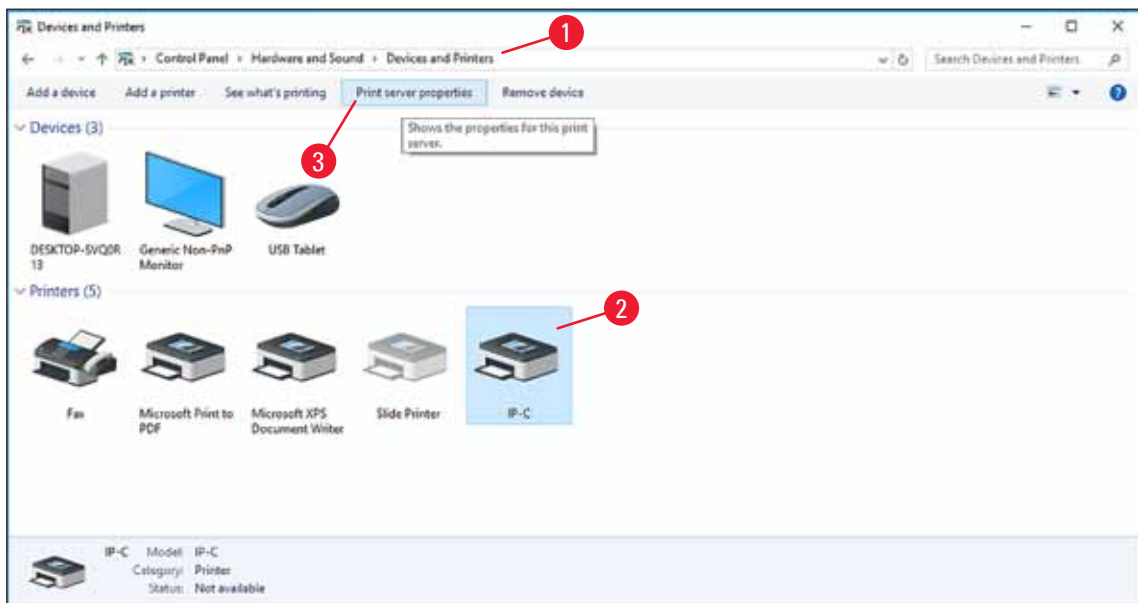 Devices and Printers
1
Control Panel > Hardware and Sound > Devices and Printers
Search Devices and Printers
Add a device Add a printer See what's printing Print server properties Remove device
Shows the properties for this print
server.
3
Devices (3)
DESKTOP-SVQ0R
13
Generic Non-PnP
Monitor
USB Tablet
Printers (5)
2
Fax
Microsoft Print to
PDF
Microsoft XPS
Document Writer
Slide Printer
IP-C
IP-C Model: IP-C
Category: Printer
Status: Not available